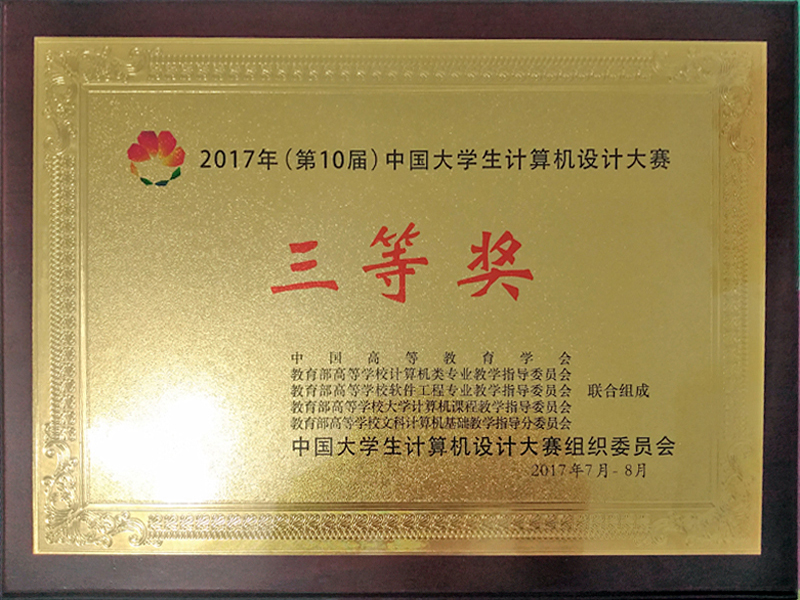 2017年(第10届)中国大学生计算机设计大赛
三等奖
中国高等教育学会
教育部高等学校计算机类专业教学指导委员会
教育部高等学校软件工程专业教学指导委员会 联合组成
教育部高等学校大学计算机课程教学指导委员会
教育部高等学校文科计算机基础教学指导分委员会
中国大学生计算机设计大赛组织委员会
2017年7月-8月